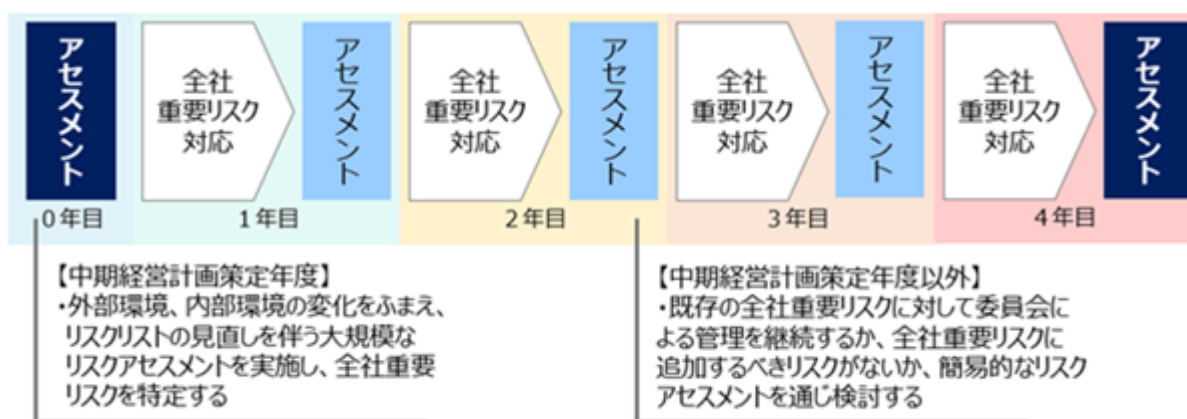 アセスメント
全社
重要リスク
対応
アセスメント
全社
重要リスク
対応
アセスメント
全社
重要リスク
対応
アセスメント
全社
重要リスク
対応
アセスメント
0年目
1年目
2年目
3年目
4年目
【中期経営計画策定年度】
・外部環境、内部環境の変化をふまえ、
リスクリストの見直しを伴う大規模な
リスクアセスメントを実施し、全社重要
リスクを特定する
【中期経営計画策定年度以外】
・既存の全社重要リスクに対して委員会に
よる管理を継続するか、全社重要リスクに
追加するべきリスクがないか、簡易的なリスク
アセスメントを通じ検討する